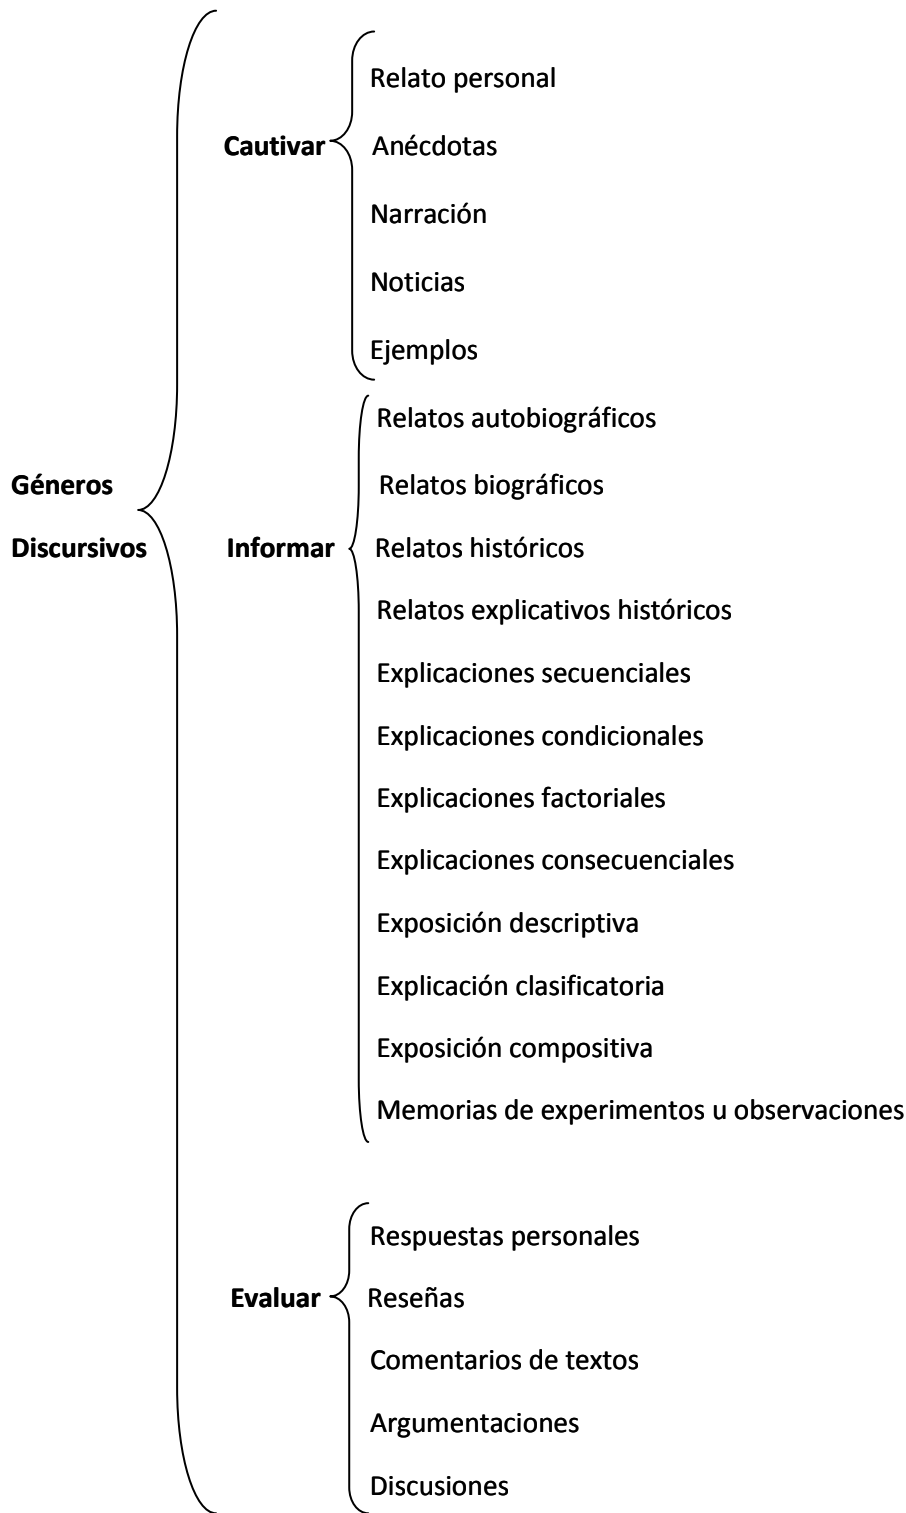 Relato personal
Cautivar Anécdotas
Narración
Noticias
Ejemplos
Relatos autobiográficos
Géneros Relatos biográficos
Discursivos Informar Relatos históricos
Relatos explicativos históricos
Explicaciones secuenciales
Explicaciones condicionales
Explicaciones factoriales
Explicaciones consecuenciales
Exposición descriptiva
Explicación clasificatoria
Exposición compositiva
Memorias de experimentos u observaciones
Respuestas personales
Evaluar Reseñas
Comentarios de textos
Argumentaciones
Discusiones